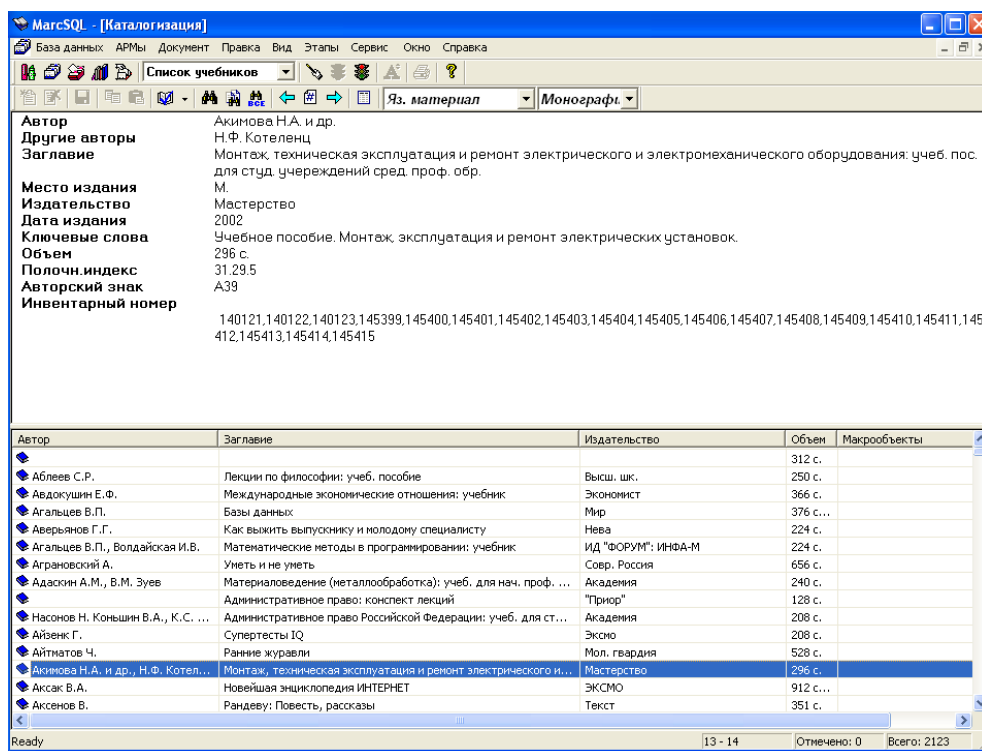 MarcSQL - [Каталогизация]
База данных АРМы Документ Правка Вид Этапы Сервис Окно Справка
Список учебников
ВСЕ Яз. материал Монографи.
Автор Акимова Н.А. и др.
Другие авторы Н.Ф. Котеленц
Заглавие Монтаж, техническая эксплуатация и ремонт электрического и электромеханического оборудования: учеб. пос.
для студ. учереждений сред. проф. обр.
Место издания М.
Издательство Мастерство
Дата издания 2002
Ключевые слова Учебное пособие. Монтаж, эксплуатация и ремонт электрических установок.
Объем 296 с.
Полочн.индекс 31.29.5
Авторский знак А39
Инвентарный номер
140121,140122,140123,145399,145400,145401,145402,145403,145404,145405,145406,145407,145408,145409,145410,145411,145
412,145413,145414,145415
Автор Заглавие Издательство Объем Макрообъекты
312 с.
Аблеев С.Р. Лекции по философии: учеб. пособие Высш. шк. 250 с.
Авдокушин Е.Ф. Международные экономические отношения: учебник Экономист 366 с.
Агальцев В.П. Базы данных Мир 376 с...
Аверьянов Г.Г. Как выжить выпускнику и молодому специалисту Нева 224 с.
Агальцев В.П., Волдайская И.В. Математические методы в программировании: учебник ИД "ФОРУМ": ИНФА-М 224 с.
Аграновский А. Уметь и не уметь Совр. Россия 656 с.
Адаскин А.М., В.М. Зуев Материаловедение (металлообработка): учеб. для нач. проф. ... Академия 240 с.
Административное право: конспект лекций "Приор" 128 с.
Насонов Н. Коньшин В.А., К.С. ... Административное право Российской Федерации: учеб. для ст... Академия 208 с.
Айзенк Г. Супертесты IQ Эксмо 208 с.
Айтматов Ч. Ранние журавли Мол. гвардия 528 с.
Акимова Н.А. и др., Н.Ф. Котел... Монтаж, техническая эксплуатация и ремонт электрического и... Мастерство 296 с.
Аксак В.А. Новейшая энциклопедия ИНТЕРНЕТ ЭКСМО 912 с...
Аксенов В. Рандеву: Повесть, рассказы Текст 351 с.
Ready 13 - 14 Отмечено: 0 Всего: 2123